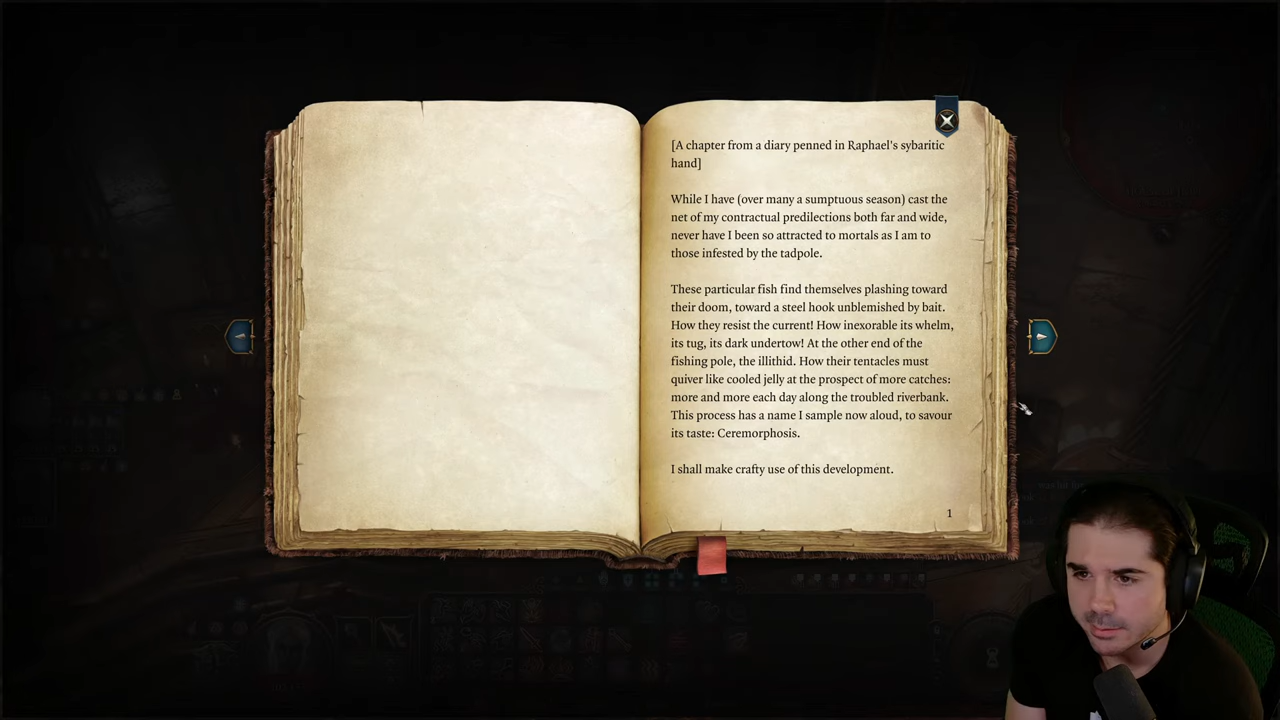 [A chapter from a diary penned in Raphael's sybaritic
hand]
While I have (over many a sumptuous season) cast the
net of my contractual predilections both far and wide,
never have I been so attracted to mortals as I am to
those infested by the tadpole.
These particular fish find themselves plashing toward
their doom, toward a steel hook unblemished by bait.
How they resist the current! How inexorable its whelm,
its tug, its dark undertow! At the other end of the
fishing pole, the illithid. How their tentacles must
quiver like cooled jelly at the prospect of more catches:
more and more each day along the troubled riverbank.
This process has a name I sample now aloud, to savour
its taste: Ceremorphosis.
I shall make crafty use of this development.
1